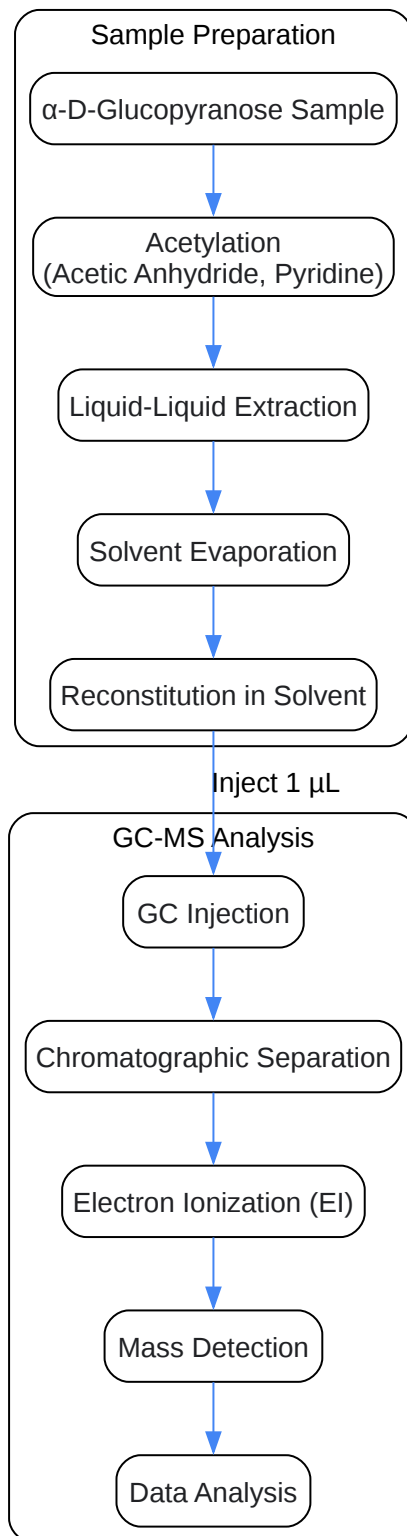 Sample Preparation
α-D-Glucopyranose Sample
Acetylation
(Acetic Anhydride, Pyridine)
Liquid-Liquid Extraction
Solvent Evaporation
Reconstitution in Solvent
Inject 1 µL
GC-MS Analysis
GC Injection
Chromatographic Separation
Electron Ionization (EI)
Mass Detection
Data Analysis